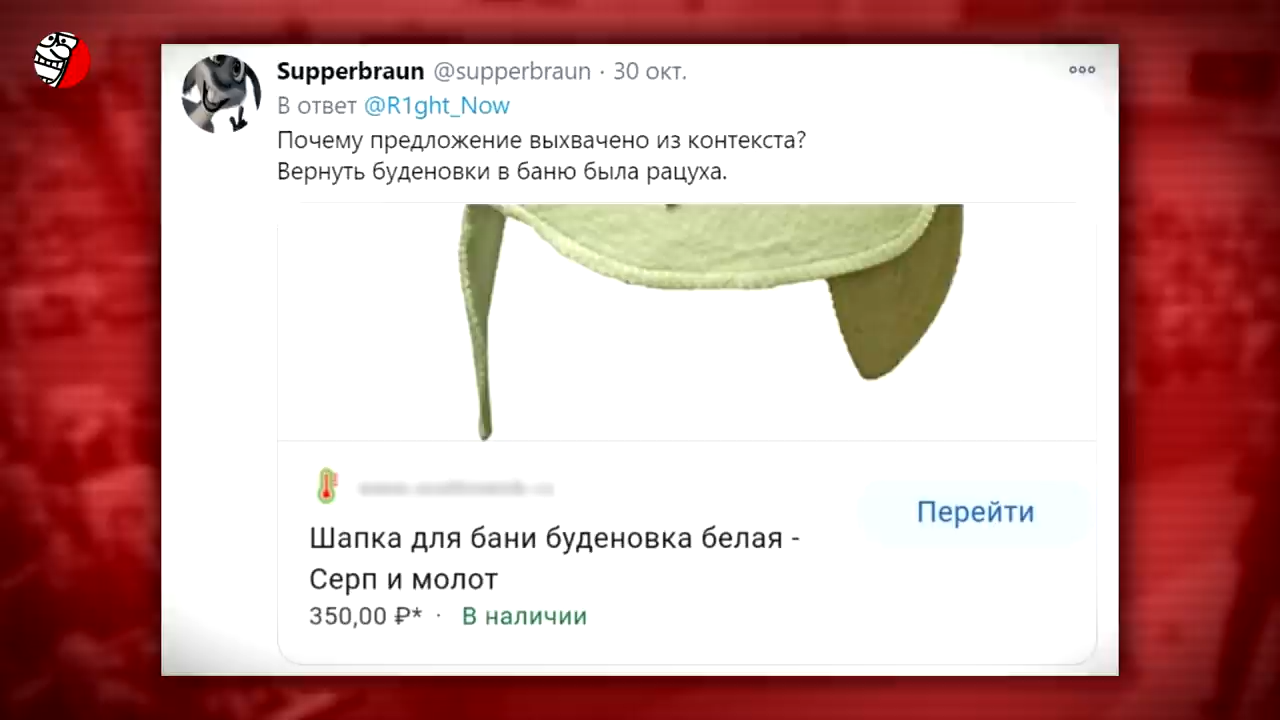 Supperbraun @supperbraun · 30 окт.
В ответ @R1ght_Now
Почему предложение выхвачено из контекста?
Вернуть буденовки в баню была рацуха.
Перейти
Шапка для бани буденовка белая -
Серп и молот
350,00 ₽* · В наличии